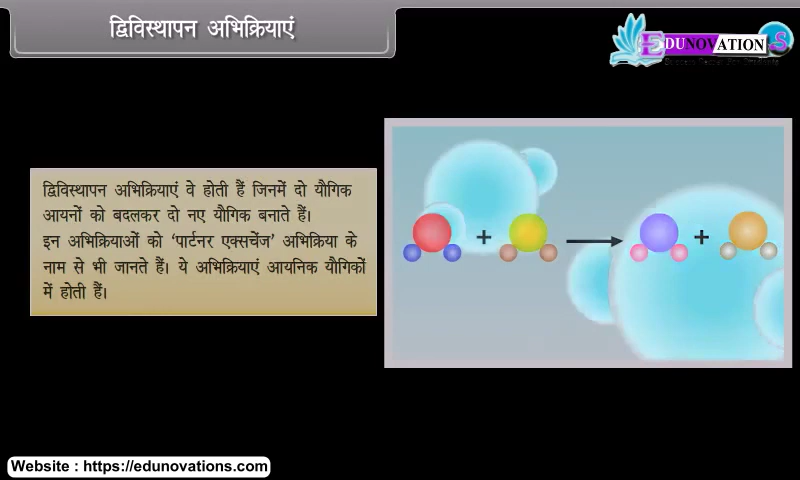 द्विविस्थापन अभिक्रियाएं
EDUNOVATIONS
द्विविस्थापन अभिक्रियाएं वे होती हैं जिनमें दो यौगिक
आयनों को बदलकर दो नए यौगिक बनाते हैं।
इन अभिक्रियाओं को ‘पार्टनर एक्सचेंज’ अभिक्रिया के
नाम से भी जानते हैं। ये अभिक्रियाएं आयनिक यौगिकों
में होती हैं।
+ +
Website : https://edunovations.com